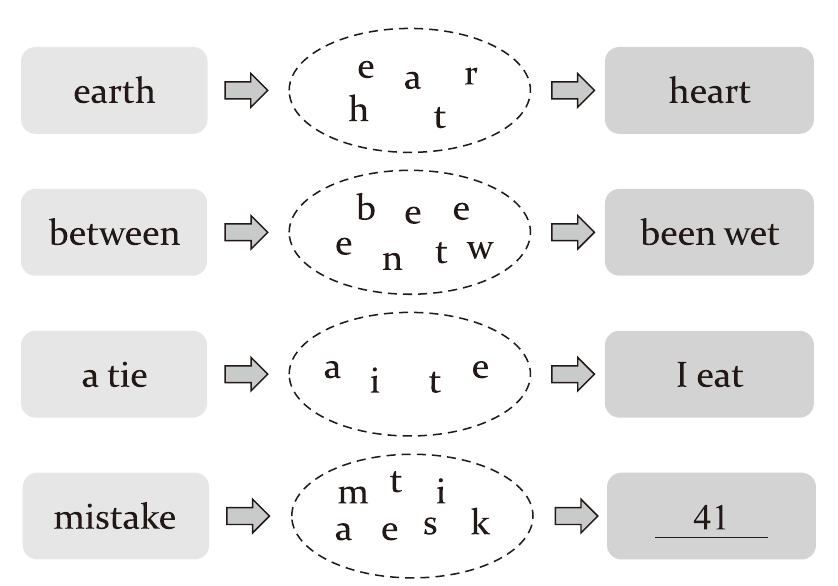 earth
e a r
h t
heart
between
b e e
e n t w
been wet
a tie
a i t e
I eat
mistake
m t i
a e s k
41